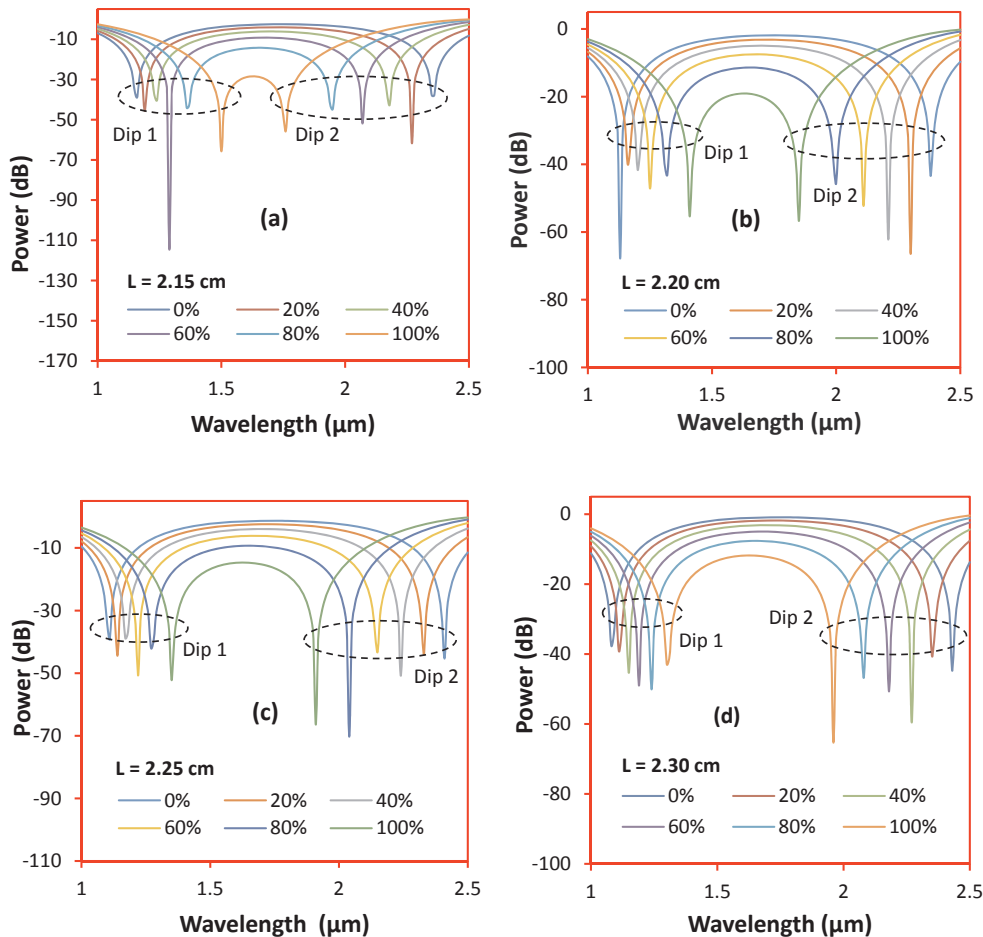 -10
-30
-50
-70
-90
-110
-130
-150
-170
Power (dB)
Dip 1
Dip 2
(a)
L = 2.15 cm
0% 20% 40%
60% 80% 100%
1 1.5 2 2.5
Wavelength (μm)
0
-20
-40
-60
-80
-100
Power (dB)
Dip 1
Dip 2
(b)
L = 2.20 cm
0% 20% 40%
60% 80% 100%
1 1.5 2 2.5
Wavelength (μm)
-10
-30
-50
-70
-90
-110
Power (dB)
Dip 1
Dip 2
(c)
L = 2.25 cm
0% 20% 40%
60% 80% 100%
1 1.5 2 2.5
Wavelength (μm)
0
-20
-40
-60
-80
-100
Power (dB)
Dip 2
Dip 1
(d)
L = 2.30 cm
0% 20% 40%
60% 80% 100%
1 1.5 2 2.5
Wavelength (μm)